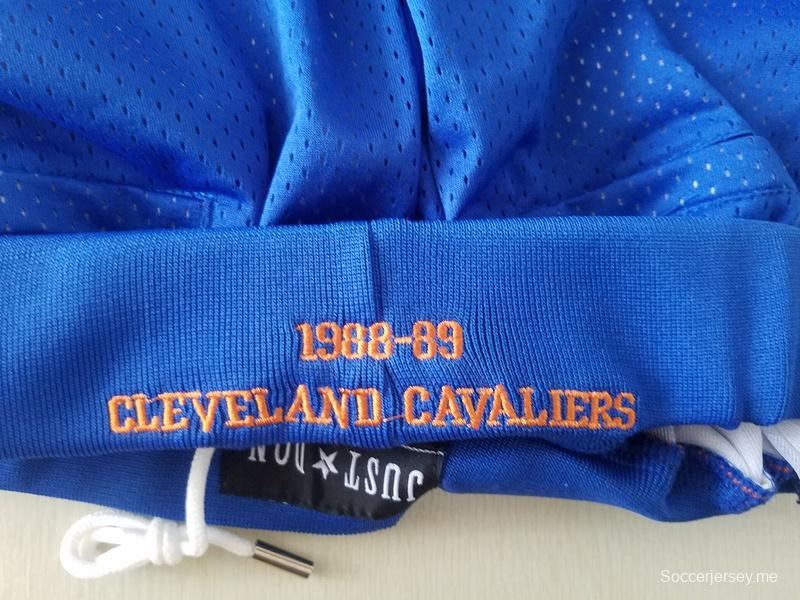 1988-89
CLEVELAND CAVALIERS
JUST★DON
Soccerjersey.me